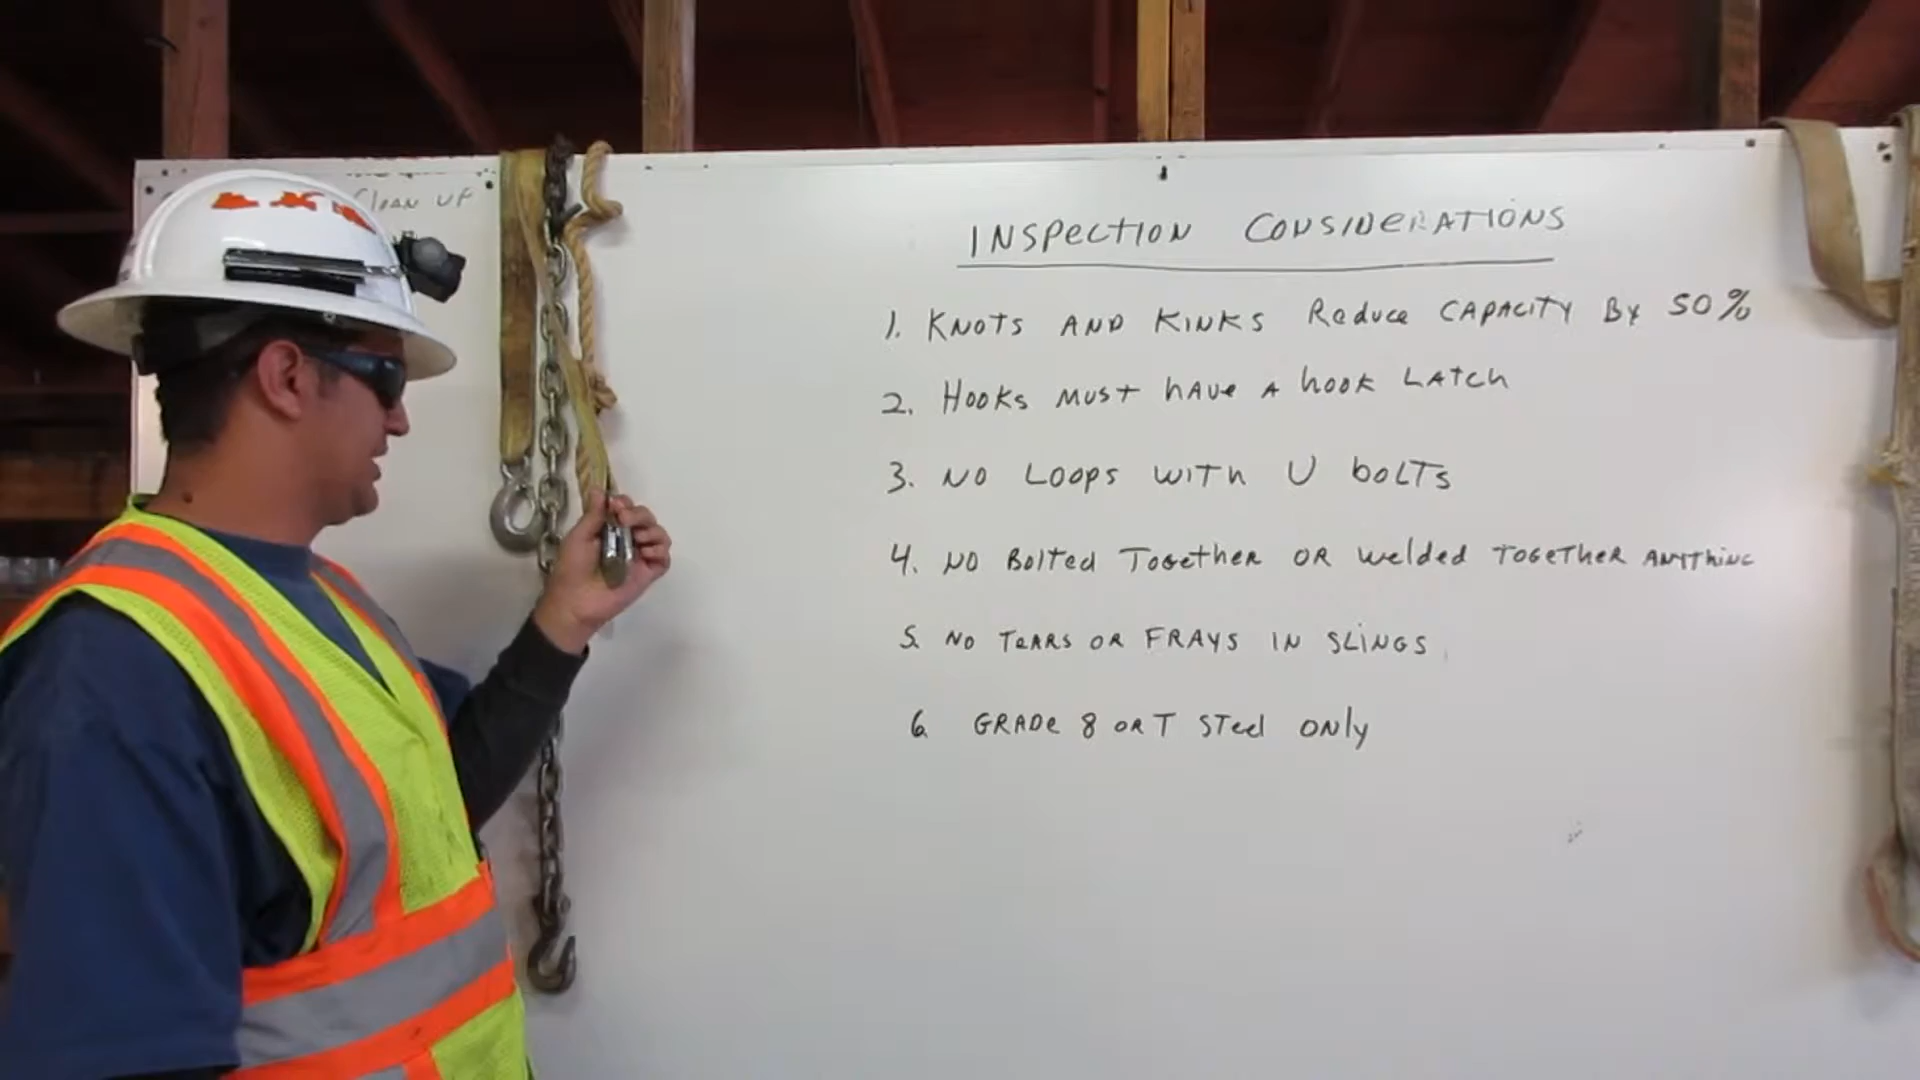 Clean up
INSPECTION CONSIDERATIONS
1. KNOTS AND KINKS Reduce CAPACITY By 50%
2. HOOKS MUST HAVE A hook LATCH
3. NO LOOPS WITH U bOLTS
4. NO Bolted Together OR welded TOGETHER ANYTHING
5. NO TeARS OR FRAYS IN SLINGS
6. GRADe 8 OR T STeel ONly